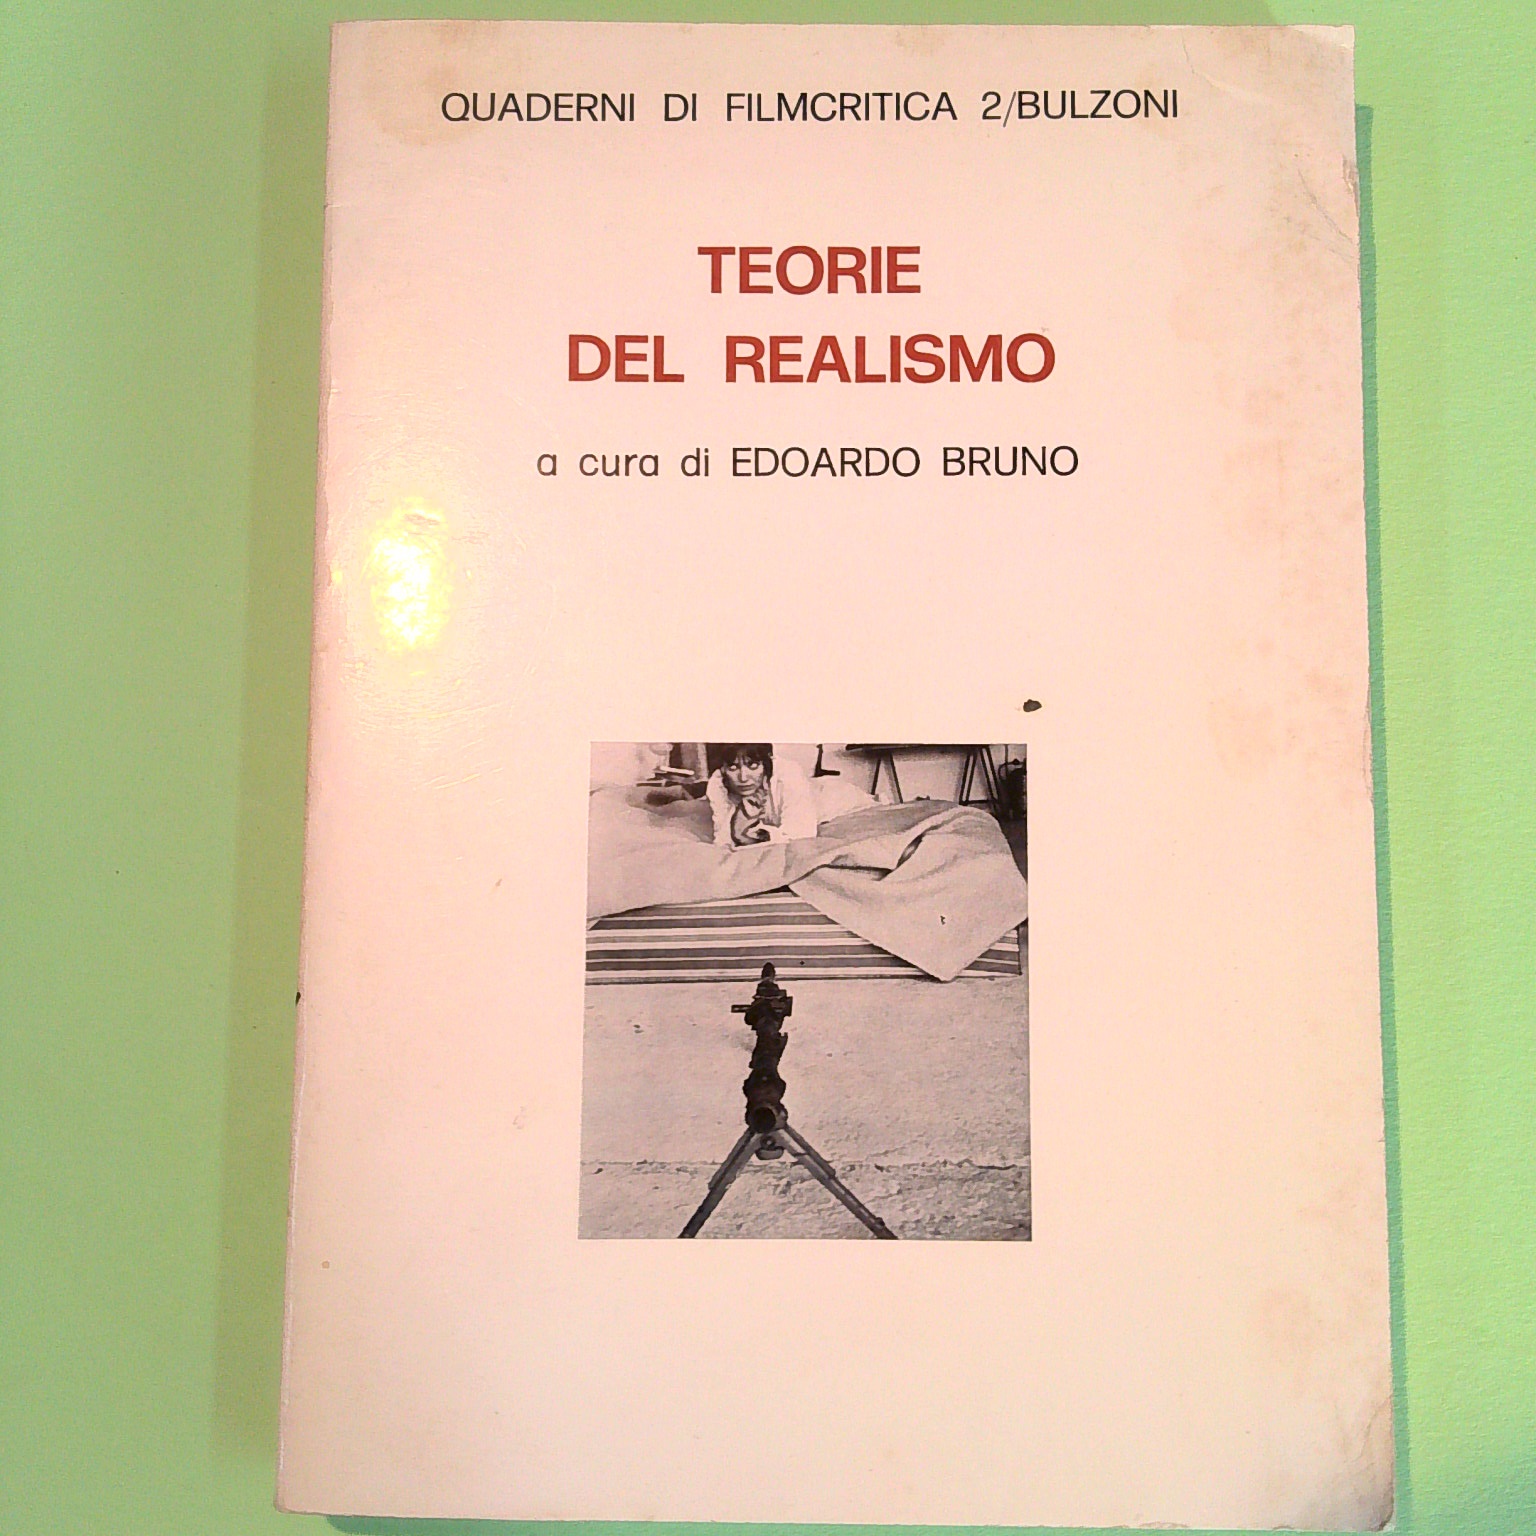 QUADERNI DI FILMCRITICA 2/BULZONI
TEORIE
DEL REALISMO
a cura di EDOARDO BRUNO